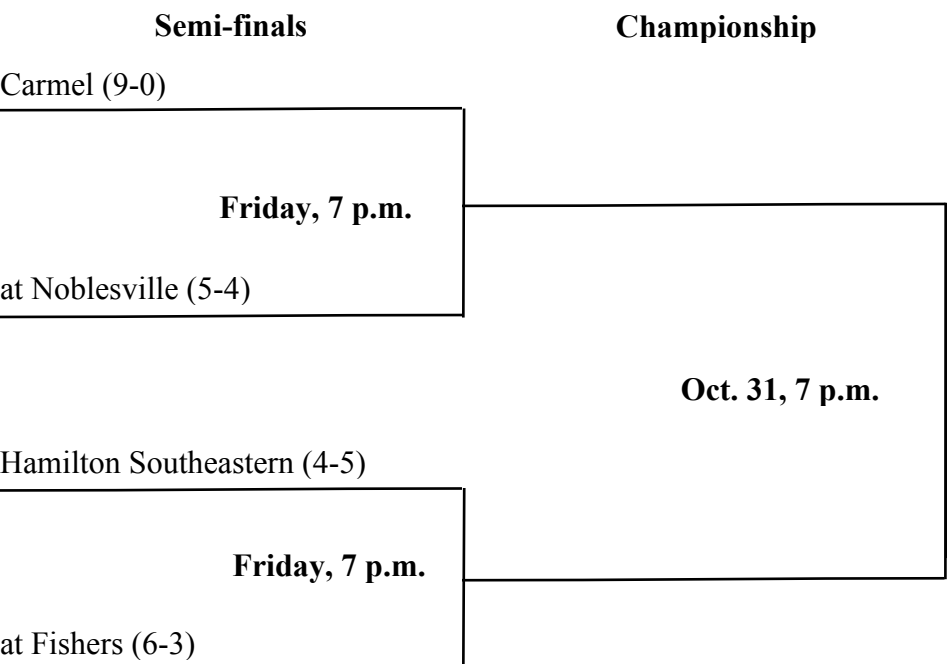 Semi-finals
Championship
Carmel (9-0)
Friday, 7 p.m.
at Noblesville (5-4)
Oct. 31, 7 p.m.
Hamilton Southeastern (4-5)
Friday, 7 p.m.
at Fishers (6-3)